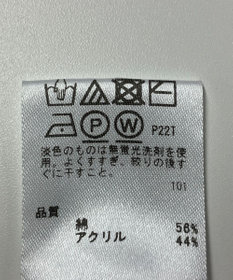 P W P22T
淡色のものは無蛍光洗剤を使
用。よくすすぎ、絞りの後す
ぐに干すこと。
T01
品質
綿 56%
アクリル 44%